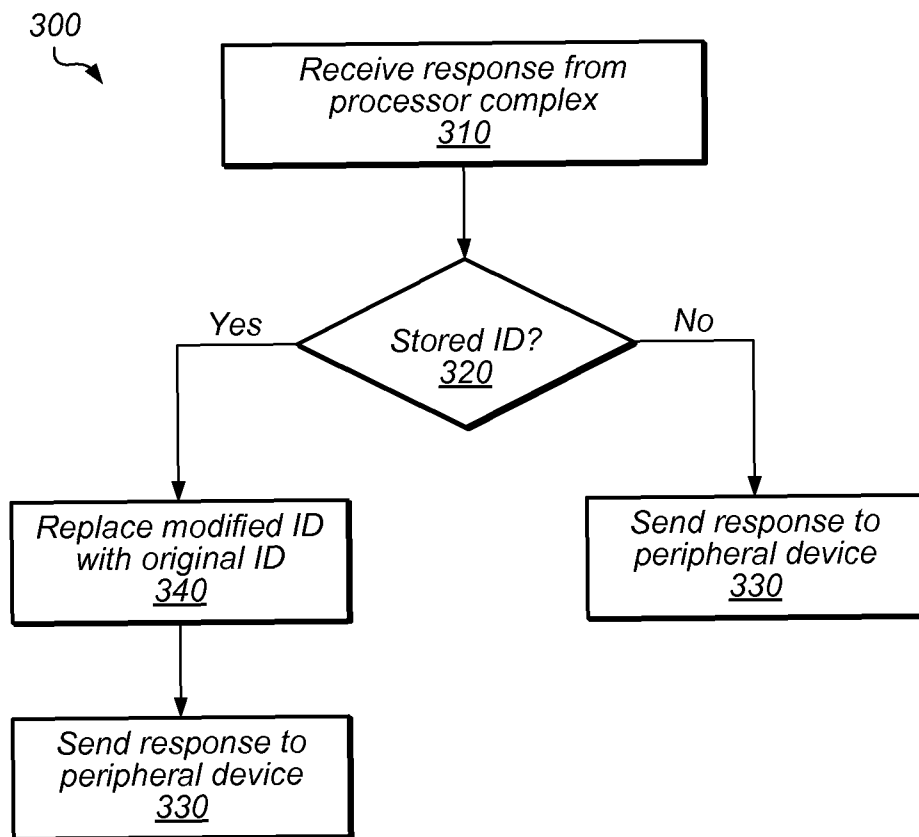 300
Receive response from
processor complex
310
Yes
No
Stored ID?
320
Replace modified ID
with original ID
340
Send response to
peripheral device
330
Send response to
peripheral device
330